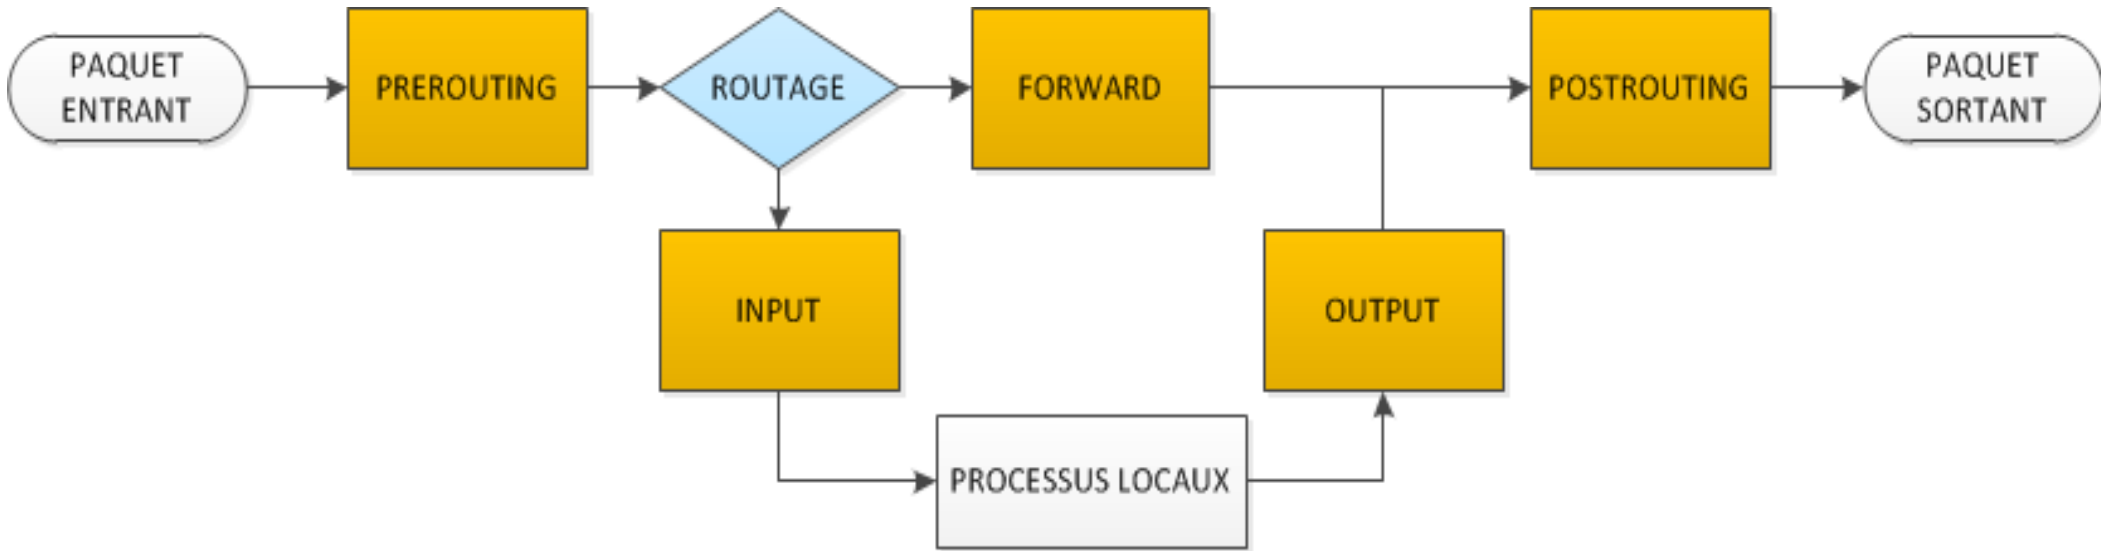 PAQUET
ENTRANT
PREROUTING
ROUTAGE
FORWARD
POSTROUTING
PAQUET
SORTANT
INPUT
OUTPUT
PROCESSUS LOCAUX